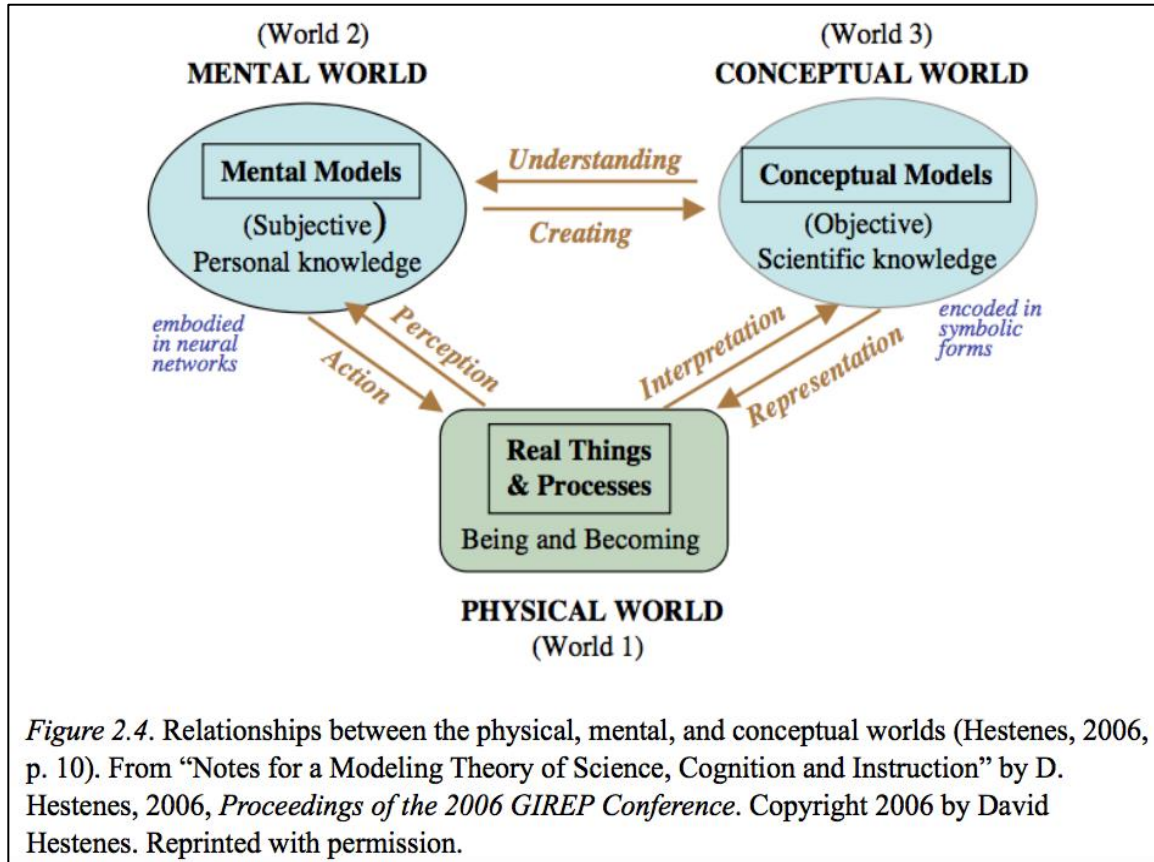 (World 2)
MENTAL WORLD
(World 3)
CONCEPTUAL WORLD
Mental Models
(Subjective)
Personal knowledge
Understanding
Creating
Conceptual Models
(Objective)
Scientific knowledge
embodied
in neural
networks
Action
Perception
Interpretation
Representation
encoded in
symbolic
forms
Real Things
& Processes
Being and Becoming
PHYSICAL WORLD
(World 1)
Figure 2.4. Relationships between the physical, mental, and conceptual worlds (Hestenes, 2006,
p. 10). From “Notes for a Modeling Theory of Science, Cognition and Instruction” by D.
Hestenes, 2006, Proceedings of the 2006 GIREP Conference. Copyright 2006 by David
Hestenes. Reprinted with permission.